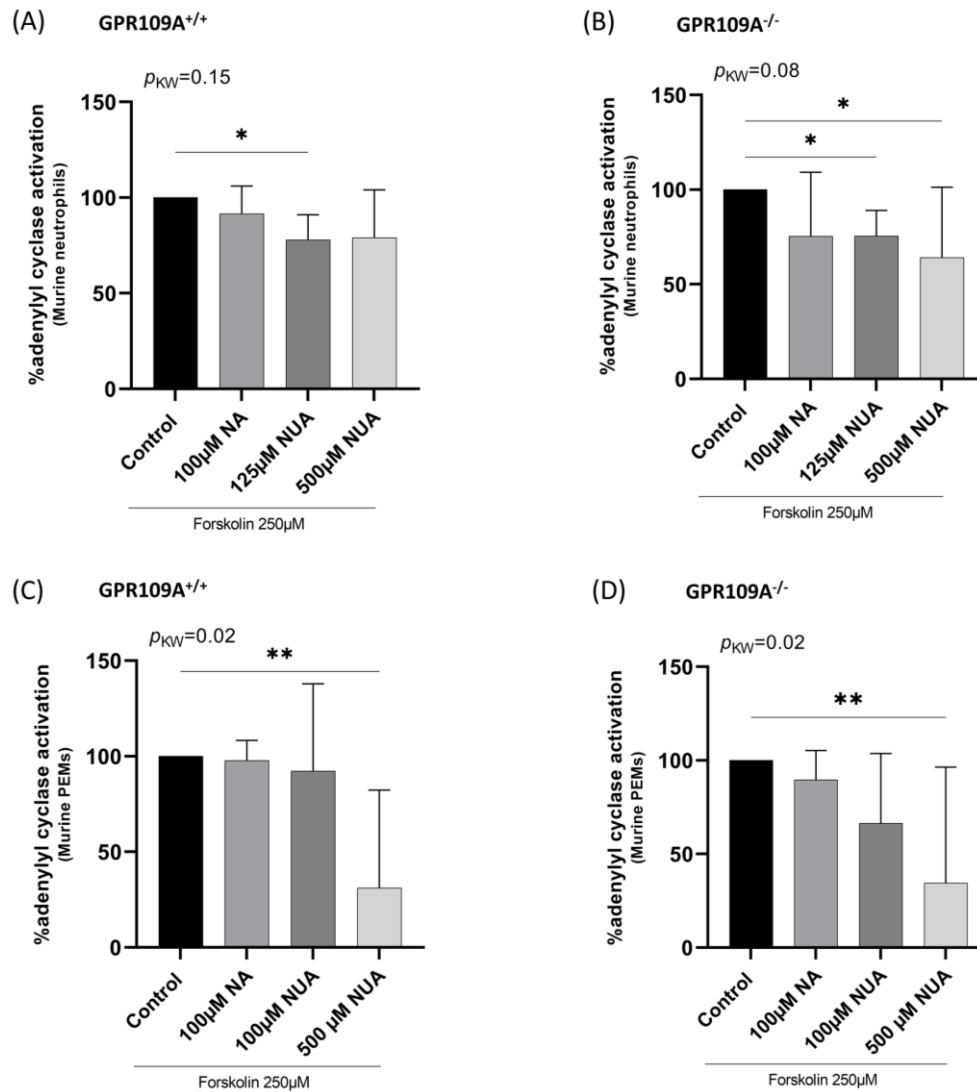 (A)
GPR109A+/+
pKW=0.15
%adenylyl cyclase activation
(Murine neutrophils)
150
100
50
0
*
Control
100µM NA
125µM NUA
500µM NUA
Forskolin 250µM
(B)
GPR109A-/-
pKW=0.08
%adenylyl cyclase activation
(Murine neutrophils)
150
100
50
0
*
*
Control
100µM NA
125µM NUA
500µM NUA
Forskolin 250µM
(C)
GPR109A+/+
pKW=0.02
%adenylyl cyclase activation
(Murine PEMs)
150
100
50
0
**
Control
100µM NA
100µM NUA
500 µM NUA
Forskolin 250µM
(D)
GPR109A-/-
pKW=0.02
%adenylyl cyclase activation
(Murine PEMs)
150
100
50
0
**
Control
100µM NA
100µM NUA
500 µM NUA
Forskolin 250µM